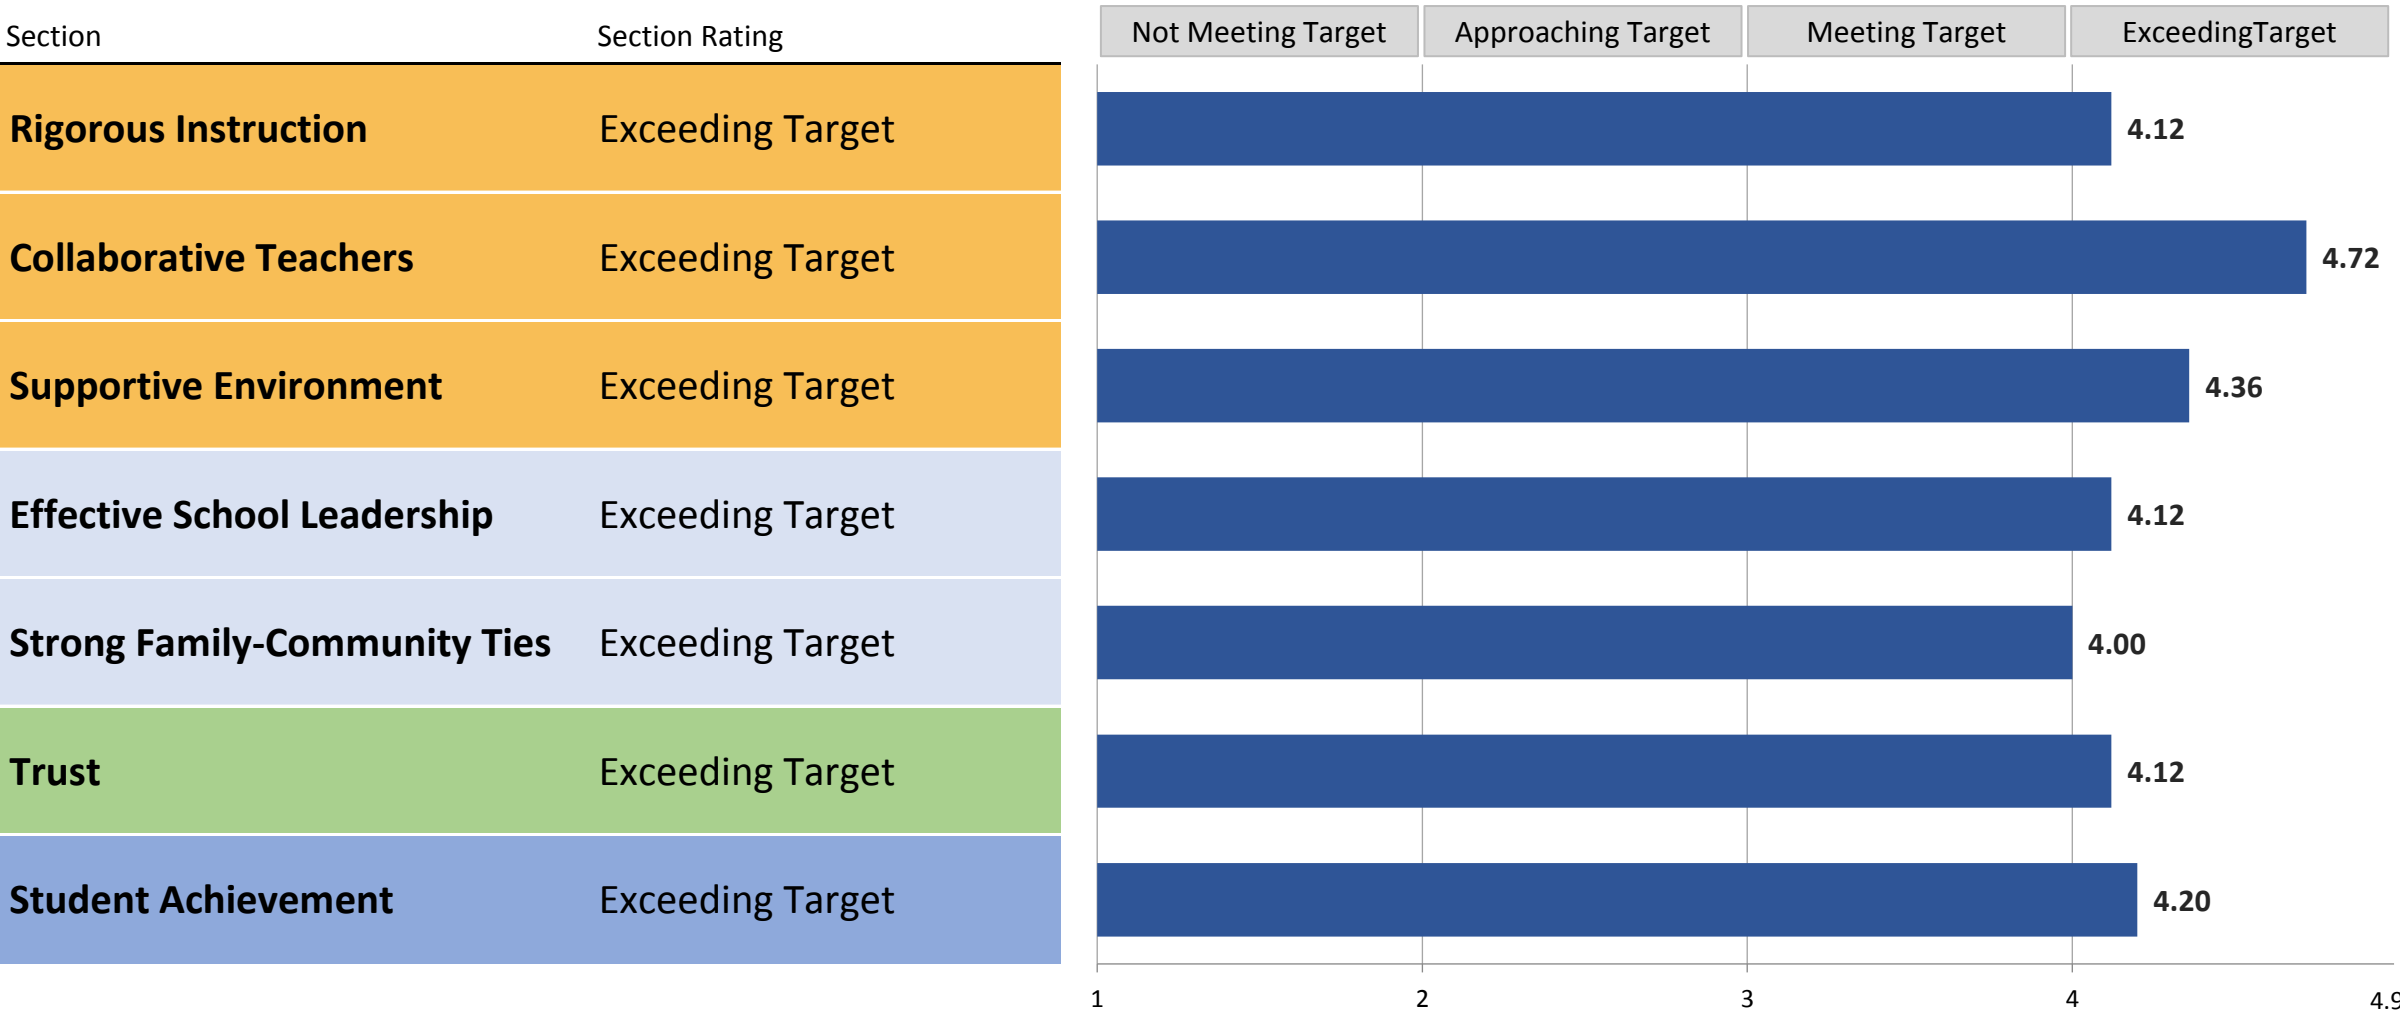 Section Section Rating Not Meeting Target Approaching Target Meeting Target ExceedingTarget
Rigorous Instruction Exceeding Target 4.12
Collaborative Teachers Exceeding Target 4.72
Supportive Environment Exceeding Target 4.36
Effective School Leadership Exceeding Target 4.12
Strong Family-Community Ties Exceeding Target 4.00
Trust Exceeding Target 4.12
Student Achievement Exceeding Target 4.20
1 2 3 4 4.9